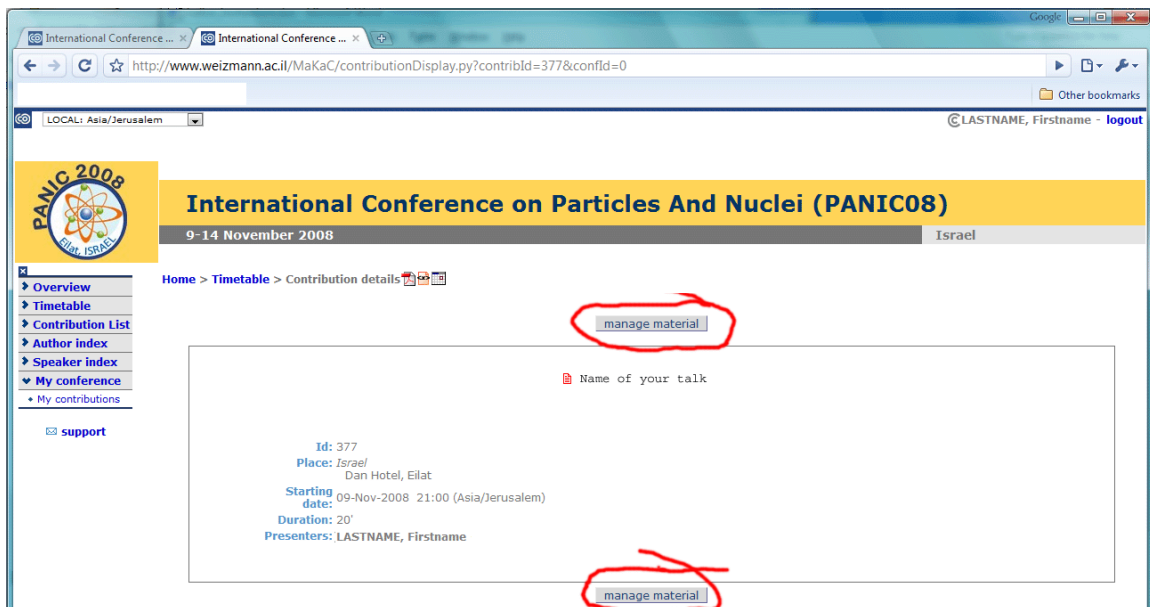 Google
International Conference ... ×
International Conference ... ×
http://www.weizmann.ac.il/MaKaC/contributionDisplay.py?contribId=377&confId=0
Other bookmarks
LOCAL: Asia/Jerusalem
LASTNAME, Firstname - logout
PANIC 2008
Eilat, ISRAEL
International Conference on Particles And Nuclei (PANIC08)
9-14 November 2008 Israel
Home > Timetable > Contribution details
Overview
Timetable
Contribution List
Author index
Speaker index
My conference
My contributions
support
manage material
Name of your talk
Id: 377
Place: Israel
Dan Hotel, Eilat
Starting date: 09-Nov-2008 21:00 (Asia/Jerusalem)
Duration: 20'
Presenters: LASTNAME, Firstname
manage material